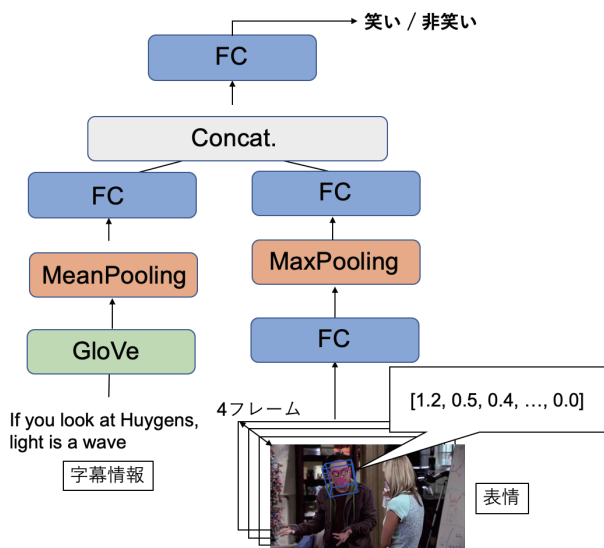 笑い / 非笑い
FC
Concat.
FC
FC
MeanPooling
MaxPooling
GloVe
FC
4フレーム
[1.2, 0.5, 0.4, …, 0.0]
If you look at Huygens,
light is a wave
字幕情報
表情